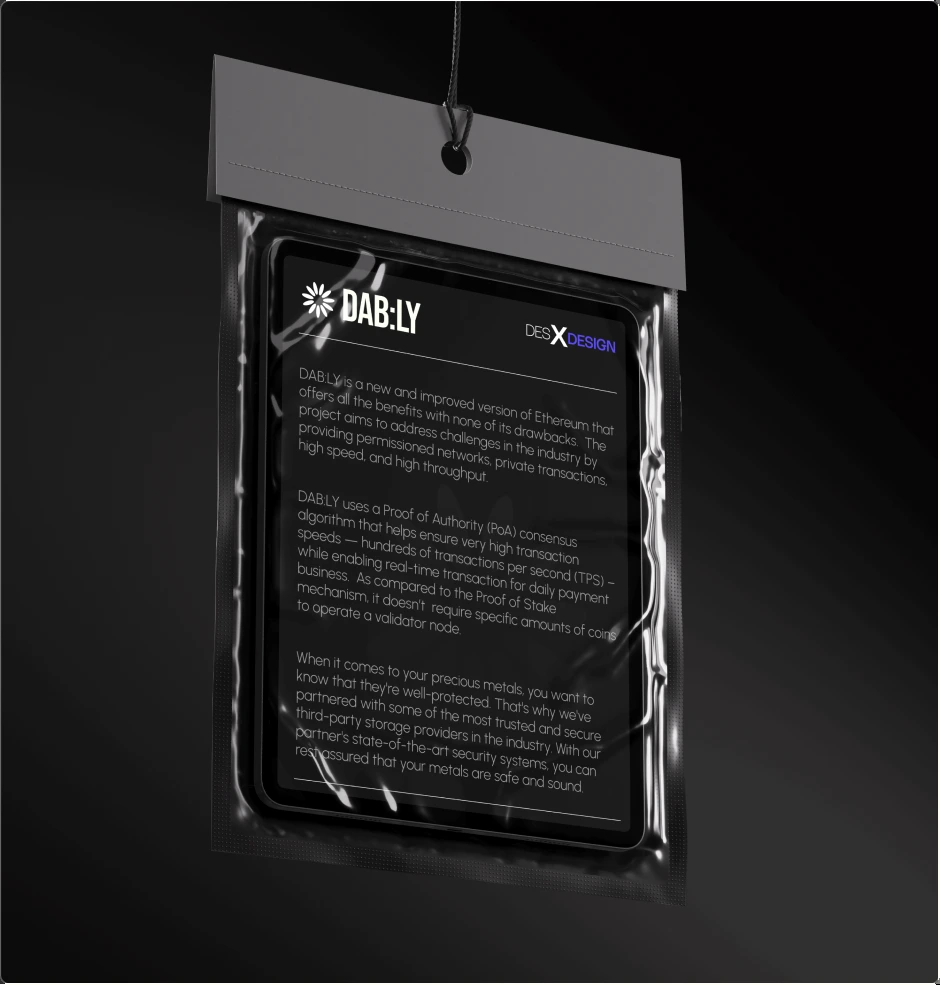 DAB:LY
DESXDESIGN
DAB:LY is a new and improved version of Ethereum that
offers all the benefits with none of its drawbacks. The
project aims to address challenges in the industry by
providing permissioned networks, private transactions,
high speed, and high throughput.
DAB:LY uses a Proof of Authority (PoA) consensus
algorithm that helps ensure very high transaction
speeds — hundreds of transactions per second (TPS) –
while enabling real-time transaction for daily payment
business. As compared to the Proof of Stake
mechanism, it doesn't require specific amounts of coins
to operate a validator node.
When it comes to your precious metals, you want to
know that they're well-protected. That's why we've
partnered with some of the most trusted and secure
third-party storage providers in the industry. With our
partner's state-of-the-art security systems, you can
rest assured that your metals are safe and sound.